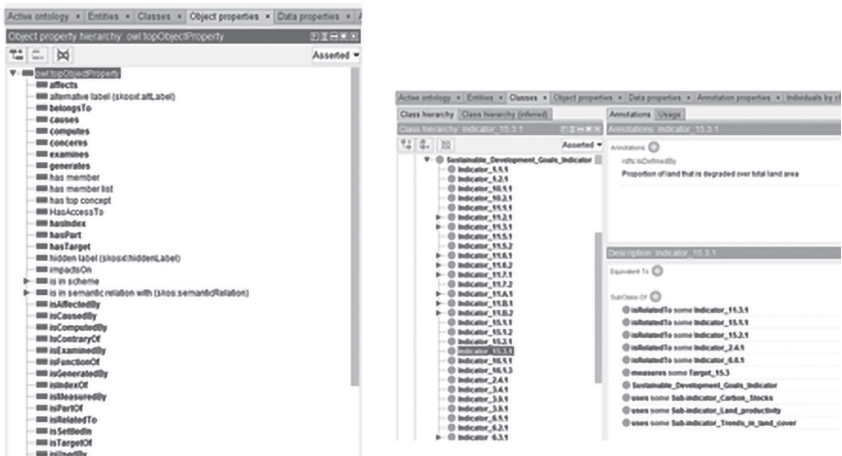 Active ontology × Entities × Classes × Object properties × Data properties ×
Object property hierarchy: owl:topObjectProperty
Asserted
owl:topObjectProperty
affects
alternative label (skosxl:altLabel)
belongsTo
causes
computes
conceres
examines
generates
has member
has member list
has top concept
HasAccessTo
hasIndex
hasPart
hasTarget
hidden label (skosxl:hiddenLabel)
impactsOn
is in scheme
is in semantic relation with (skos:semanticRelation)
isAffectedBy
isCausedBy
isComputedBy
isContraryOf
isExaminedBy
isFunctionOf
isGeneratedBy
isIndexOf
isMeasuredBy
isPartOf
isRelatedTo
isSettledIn
isTargetOf
isUsedBy
Active ontology × Entities × Classes × Object properties × Data properties × Annotation properties × Individuals by cl
Class hierarchy Class hierarchy (inferred)
Class hierarchy: Indicator_15.3.1
Asserted
Sustainable_Development_Goals_Indicator
Indicator_1.1.1
Indicator_1.2.1
Indicator_10.1.1
Indicator_10.2.1
Indicator_11.1.1
Indicator_11.2.1
Indicator_11.3.1
Indicator_11.5.1
Indicator_11.5.2
Indicator_11.6.1
Indicator_11.6.2
Indicator_11.7.1
Indicator_11.7.2
Indicator_11.A.1
Indicator_11.B.1
Indicator_11.B.2
Indicator_15.1.1
Indicator_15.1.2
Indicator_15.2.1
Indicator_15.3.1
Indicator_16.1.1
Indicator_16.1.3
Indicator_2.4.1
Indicator_3.4.1
Indicator_3.8.1
Indicator_3.9.1
Indicator_6.1.1
Indicator_6.2.1
Indicator_6.3.1
Annotations Usage
Annotations: Indicator_15.3.1
Annotations
rdfs:isDefinedBy
Proportion of land that is degraded over total land area
Description: Indicator_15.3.1
Equivalent To
SubClass Of
isRelatedTo some Indicator_11.3.1
isRelatedTo some Indicator_15.1.1
isRelatedTo some Indicator_15.2.1
isRelatedTo some Indicator_2.4.1
isRelatedTo some Indicator_6.6.1
measures some Target_15.3
Sustainable_Development_Goals_Indicator
uses some Sub-indicator_Carbon_Stocks
uses some Sub-indicator_Land_productivity
uses some Sub-indicator_Trends_in_land_cover